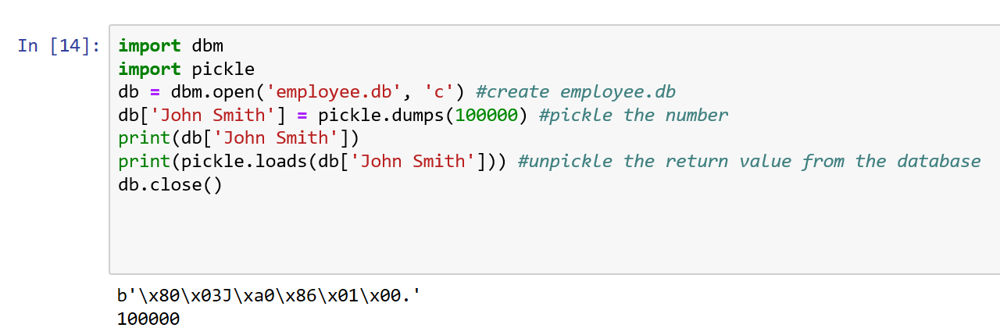 In [14]: import dbm
import pickle
db = dbm.open('employee.db', 'c') #create employee.db
db['John Smith'] = pickle.dumps(100000) #pickle the number
print(db['John Smith'])
print(pickle.loads(db['John Smith'])) #unpickle the return value from the database
db.close()
b'\x80\x03J\xa0\x86\x01\x00.'
100000